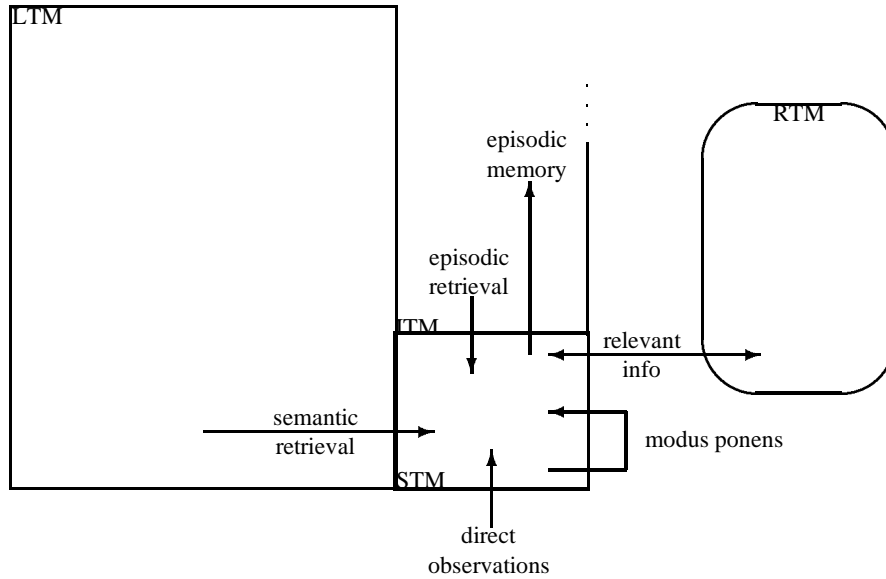 LTM
RTM
episodic
memory
episodic
retrieval
ITM
relevant
info
semantic
retrieval
modus ponens
STM
direct
observations